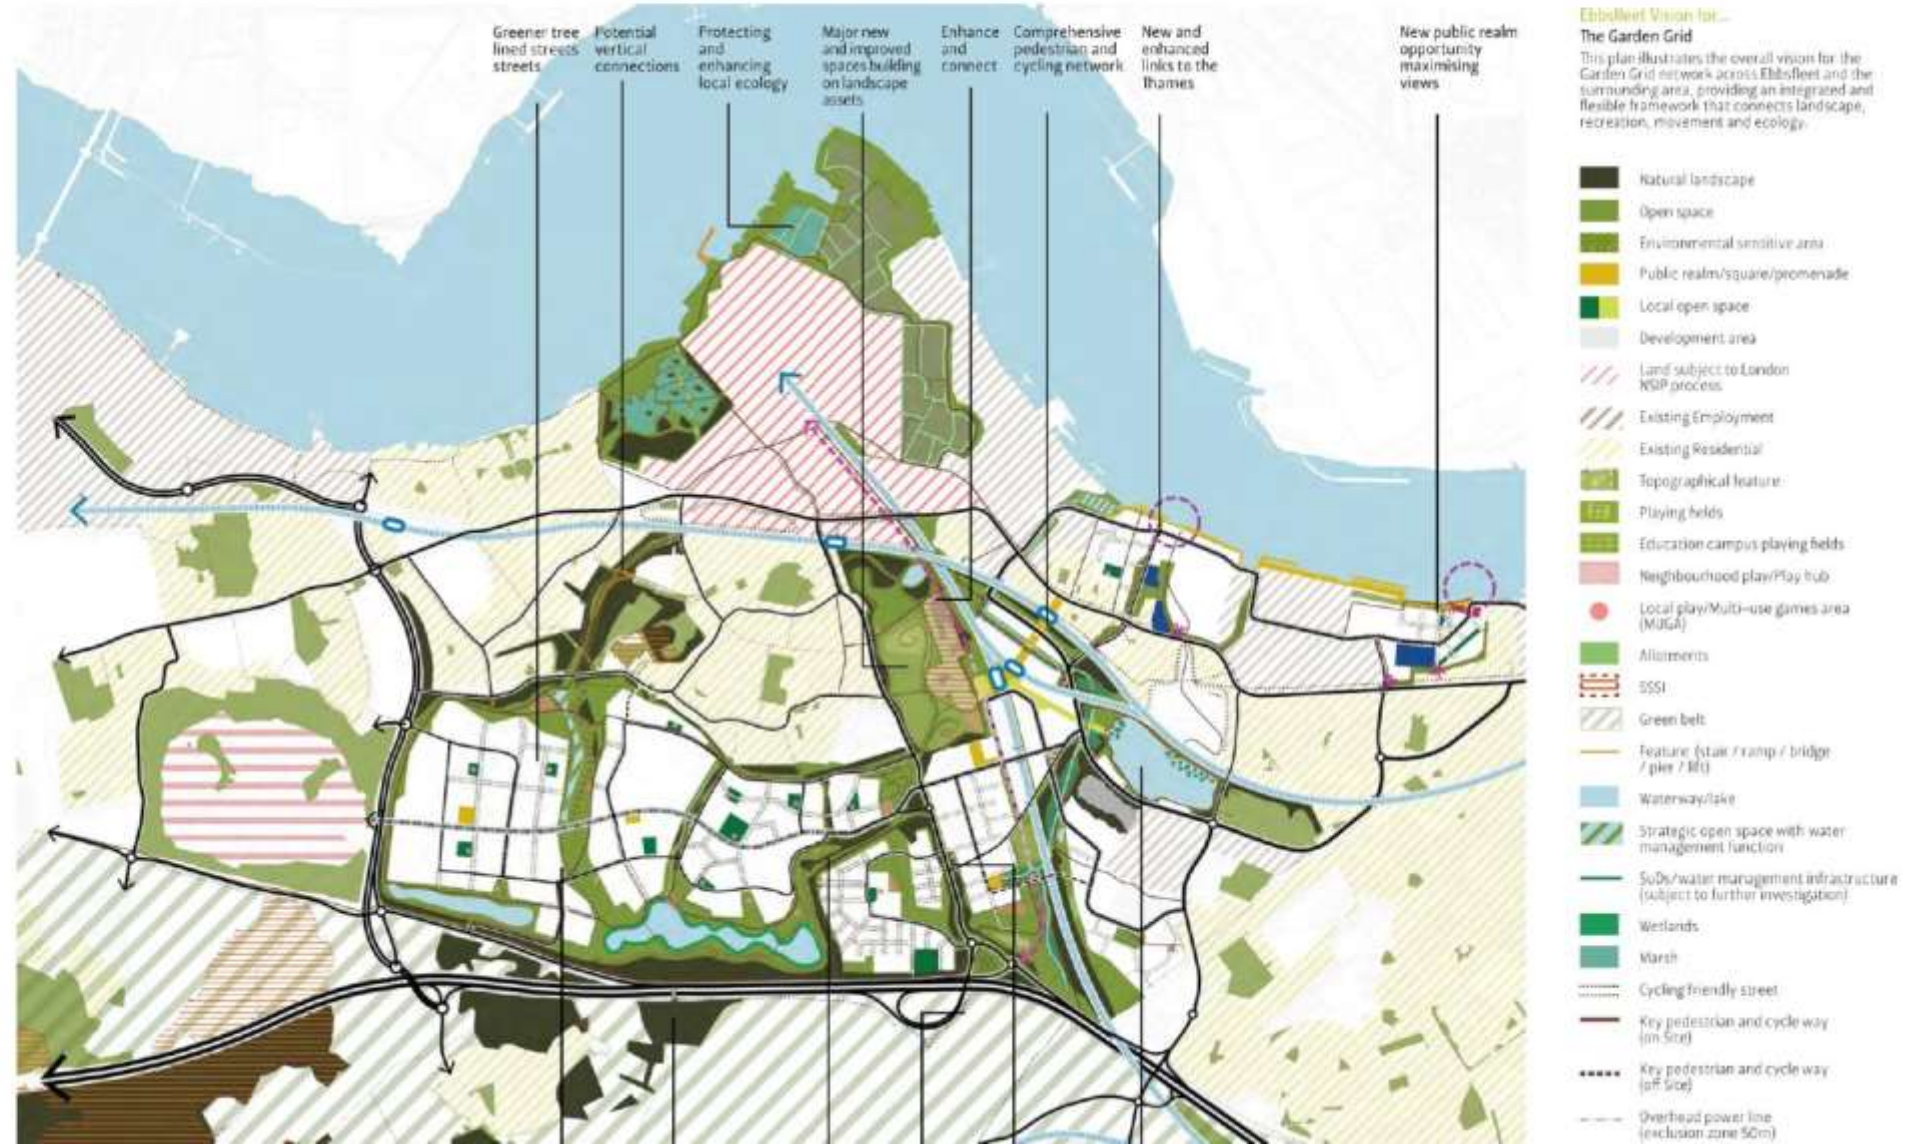 Greener tree
lined streets
streets
Potential
vertical
connections
Protecting
and
enhancing
local ecology
Major new
and improved
spaces building
on landscape
assets
Enhance
and
connect
Comprehensive
pedestrian and
cycling network
New and
enhanced
links to the
Thames
New public realm
opportunity
maximising
views
Ebbsfleet Vision for...
The Garden Grid
This plan illustrates the overall vision for the
Garden Grid network across Ebbsfleet and the
surrounding area, providing an integrated and
flexible framework that connects landscape,
recreation, movement and ecology.
Natural landscape
Open space
Environmental sensitive area
Public realm/square/promenade
Local open space
Development area
Land subject to London
NSIP process
Existing Employment
Existing Residential
Topographical feature
Playing fields
Education campus playing fields
Neighbourhood play/Play hub
Local play/Multi-use games area
(MUGA)
Allotments
SSSI
Green belt
Feature (stair / ramp / bridge
/ pier / lift)
Waterway/lake
Strategic open space with water
management function
SuDs/water management infrastructure
(subject to further investigation)
Wetlands
Marsh
Cycling friendly street
Key pedestrian and cycle way
(on Site)
Key pedestrian and cycle way
(off Site)
Overhead power line
(exclusion zone 50m)